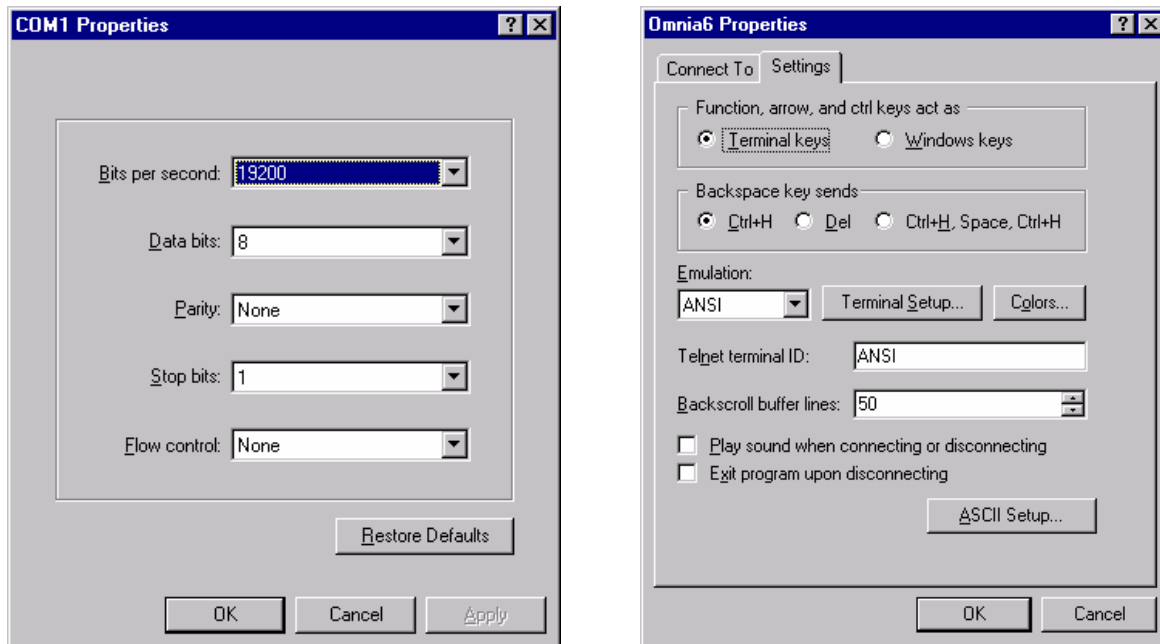 COM1 Properties
Bits per second: 19200
Data bits: 8
Parity: None
Stop bits: 1
Flow control: None
Restore Defaults
OK Cancel Apply
Omnia6 Properties
Connect To Settings
Function, arrow, and ctrl keys act as
Terminal keys Windows keys
Backspace key sends
Ctrl+H Del Ctrl+H, Space, Ctrl+H
Emulation:
ANSI Terminal Setup... Colors...
Telnet terminal ID: ANSI
Backscroll buffer lines: 50
Play sound when connecting or disconnecting
Exit program upon disconnecting
ASCII Setup...
OK Cancel